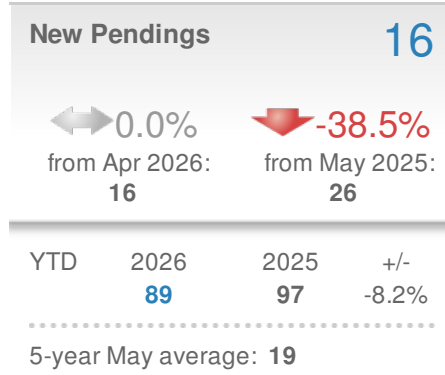 New Pendings 16
0.0% -38.5%
from Apr 2026: from May 2025:
16 26
YTD 2026 2025 +/-
89 97 -8.2%
5-year May average: 19